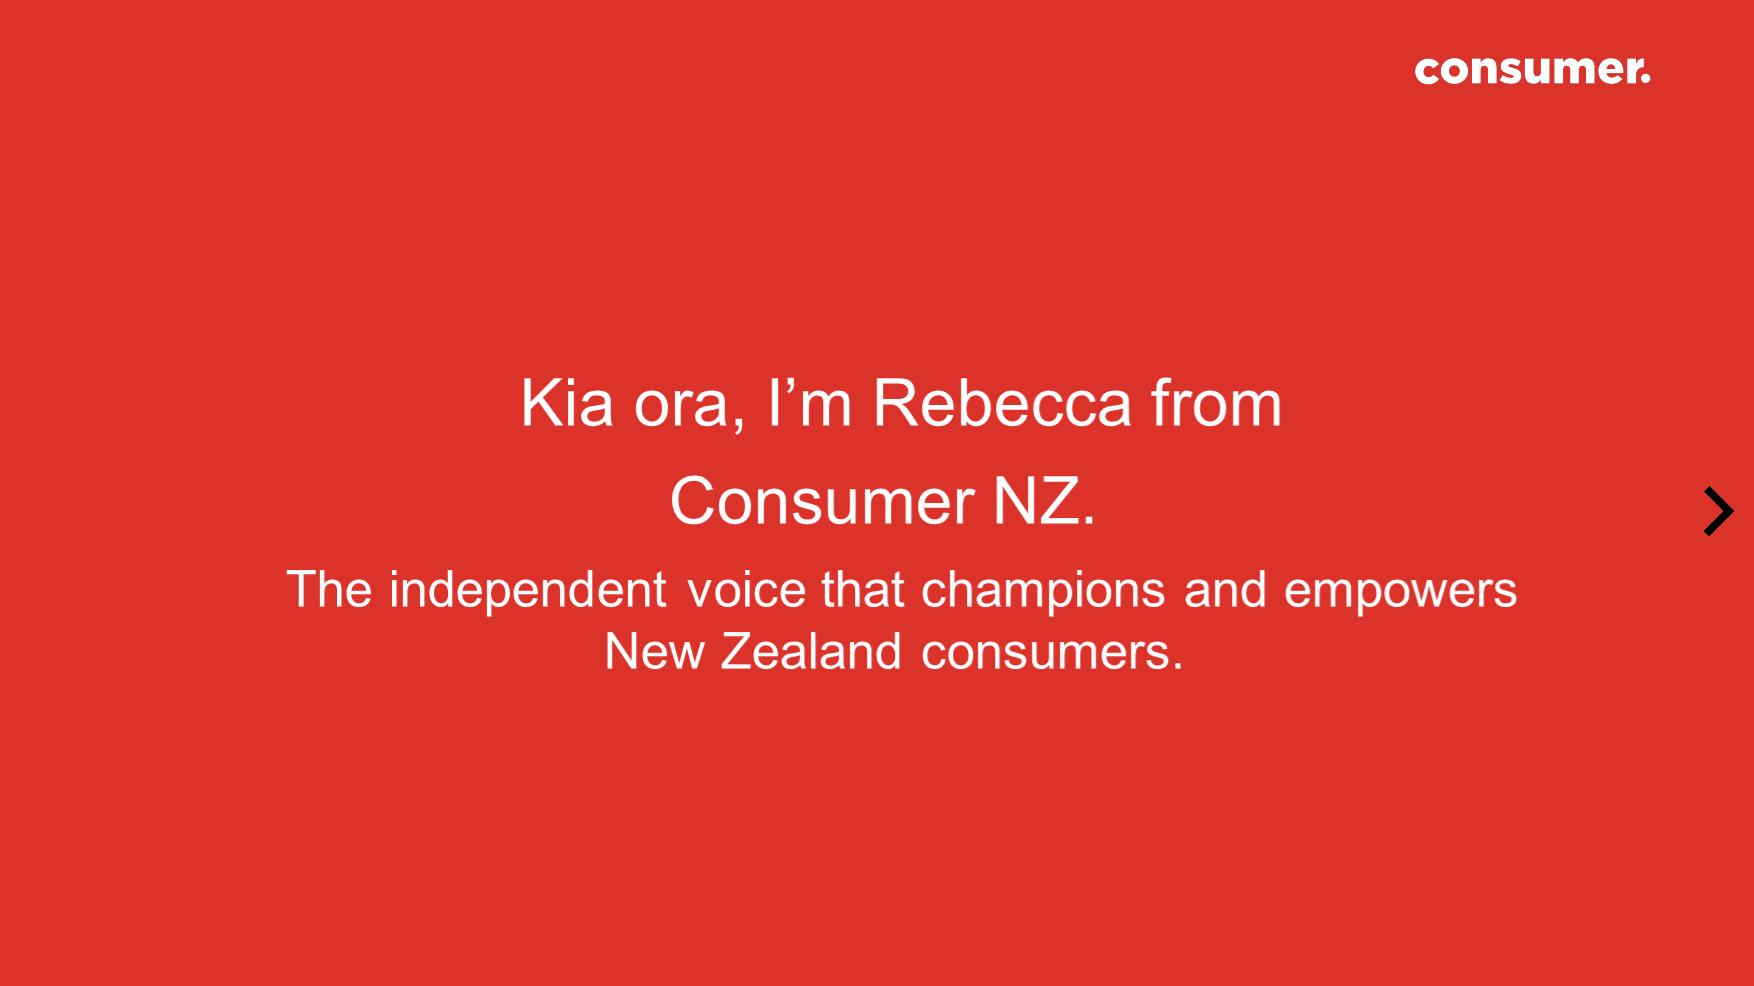 consumer.
Kia ora, I’m Rebecca from
Consumer NZ.
The independent voice that champions and empowers
New Zealand consumers.